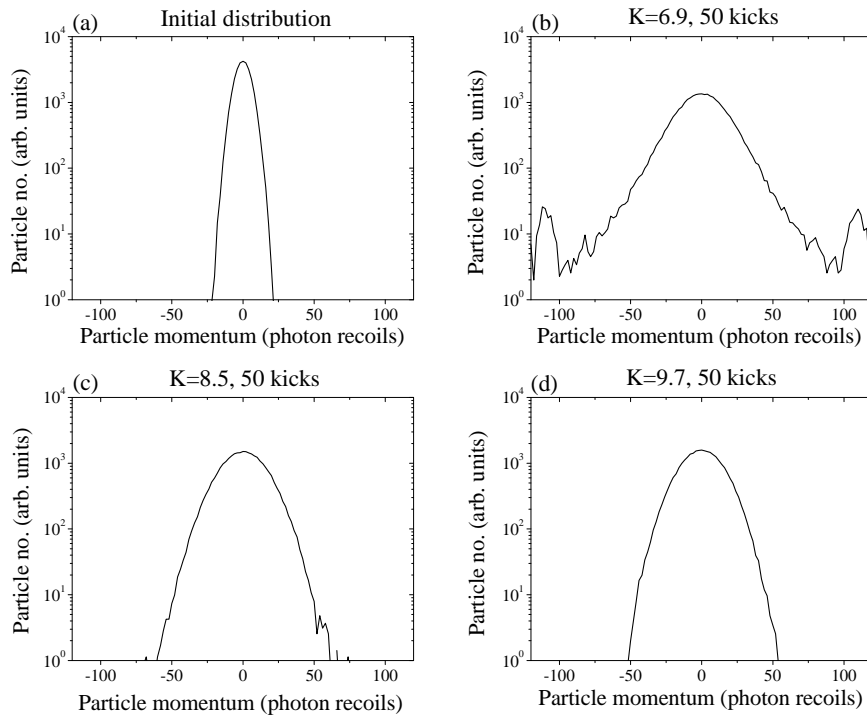 (a) Initial distribution
Particle no. (arb. units)
10^4
10^3
10^2
10^1
10^0
-100 -50 0 50 100
Particle momentum (photon recoils)
(b) K=6.9, 50 kicks
Particle no. (arb. units)
10^4
10^3
10^2
10^1
10^0
-100 -50 0 50 100
Particle momentum (photon recoils)
(c) K=8.5, 50 kicks
Particle no. (arb. units)
10^4
10^3
10^2
10^1
10^0
-100 -50 0 50 100
Particle momentum (photon recoils)
(d) K=9.7, 50 kicks
Particle no. (arb. units)
10^4
10^3
10^2
10^1
10^0
-100 -50 0 50 100
Particle momentum (photon recoils)